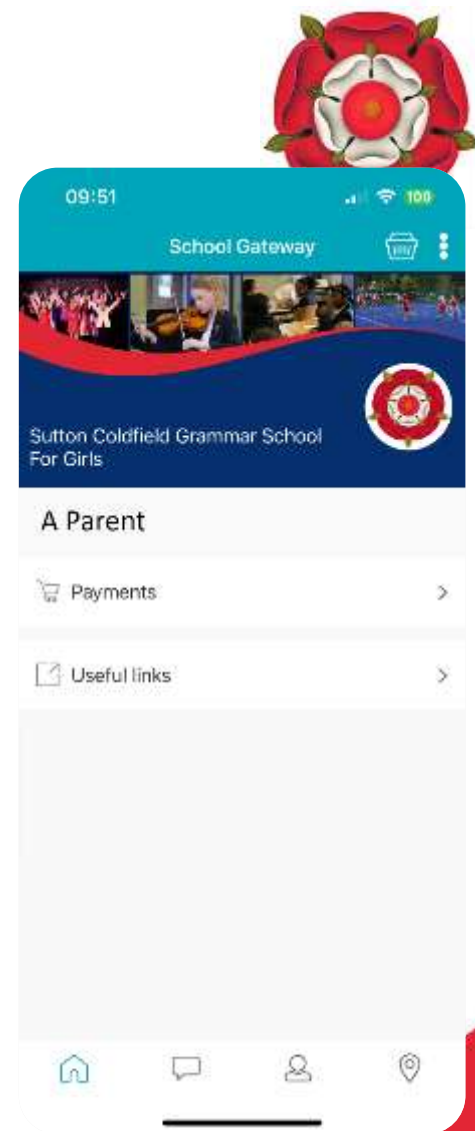 09:51
100
School Gateway
Sutton Coldfield Grammar School
For Girls
A Parent
Payments
Useful links